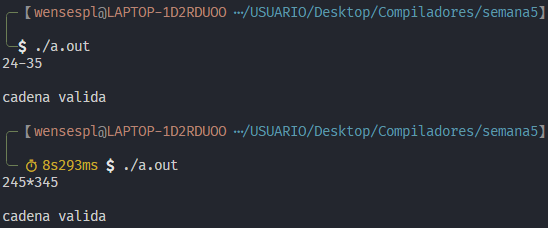 [wensespl@LAPTOP-1D2RDUOO ⋯/USUARIO/Desktop/Compiladores/semana5]
$ ./a.out
24-35
cadena valida
[wensespl@LAPTOP-1D2RDUOO ⋯/USUARIO/Desktop/Compiladores/semana5]
⏱ 8s293ms $ ./a.out
245*345
cadena valida